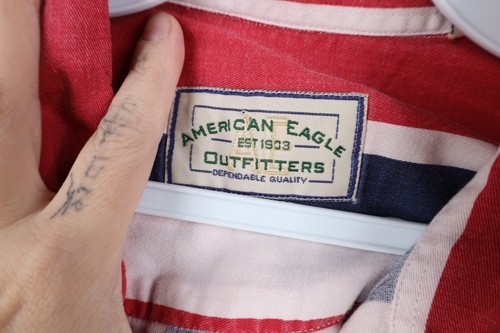 AMERICAN EAGLE
EST 1903
OUTFITTERS
DEPENDABLE QUALITY